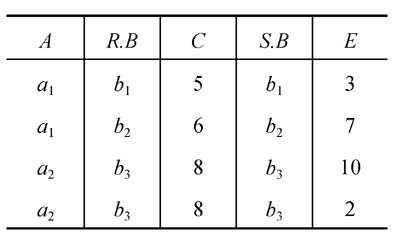 A R.B C S.B E
a₁ b₁ 5 b₁ 3
a₁ b₂ 6 b₂ 7
a₂ b₃ 8 b₃ 10
a₂ b₃ 8 b₃ 2